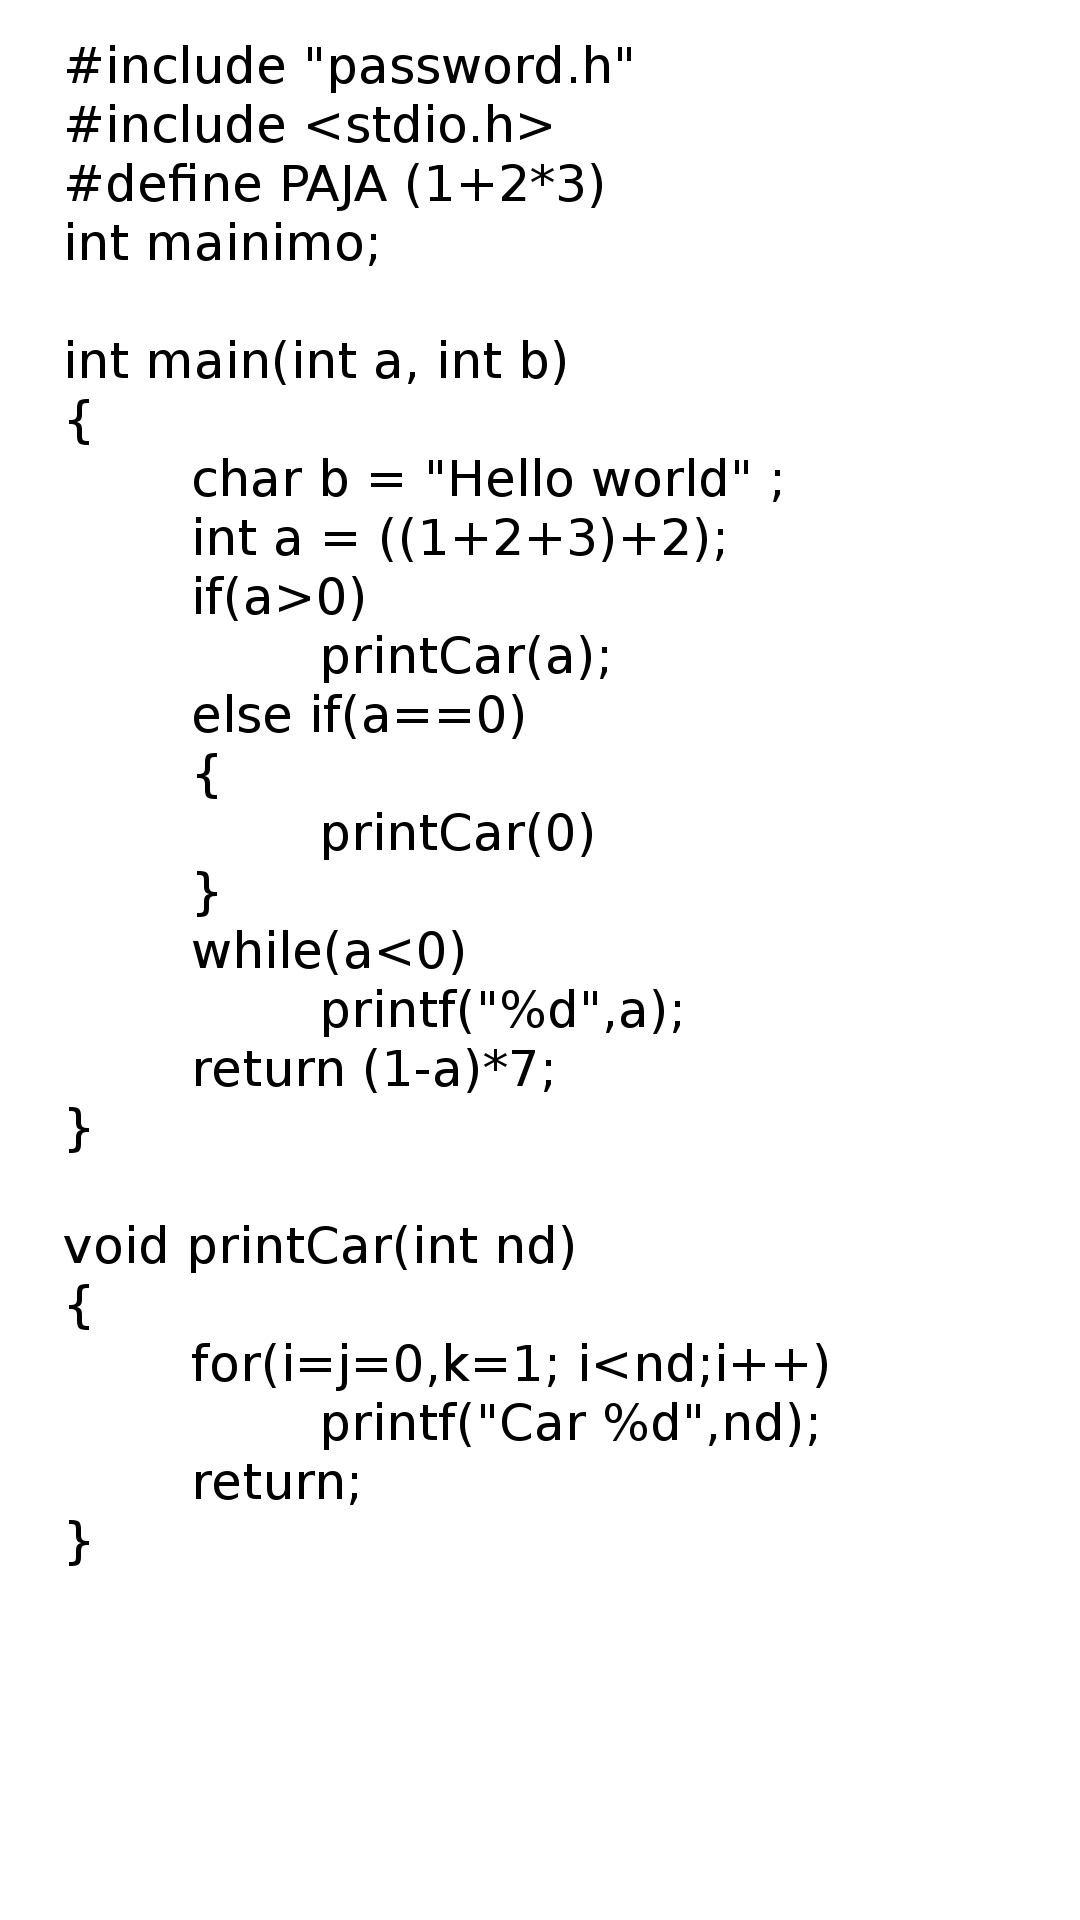 #include "password.h"
#include <stdio.h>
#define PAJA (1+2*3)
int mainimo;

int main(int a, int b)
{
	char b = "Hello world" ;
	int a = ((1+2+3)+2);
	if(a>0)
		printCar(a);
	else if(a==0)
	{
		printCar(0)
	}
	while(a<0)
		printf("%d",a);
	return (1-a)*7;
}

void printCar(int nd)
{
	for(i=j=0,k=1; i<nd;i++)
		printf("Car %d",nd);
	return;
}